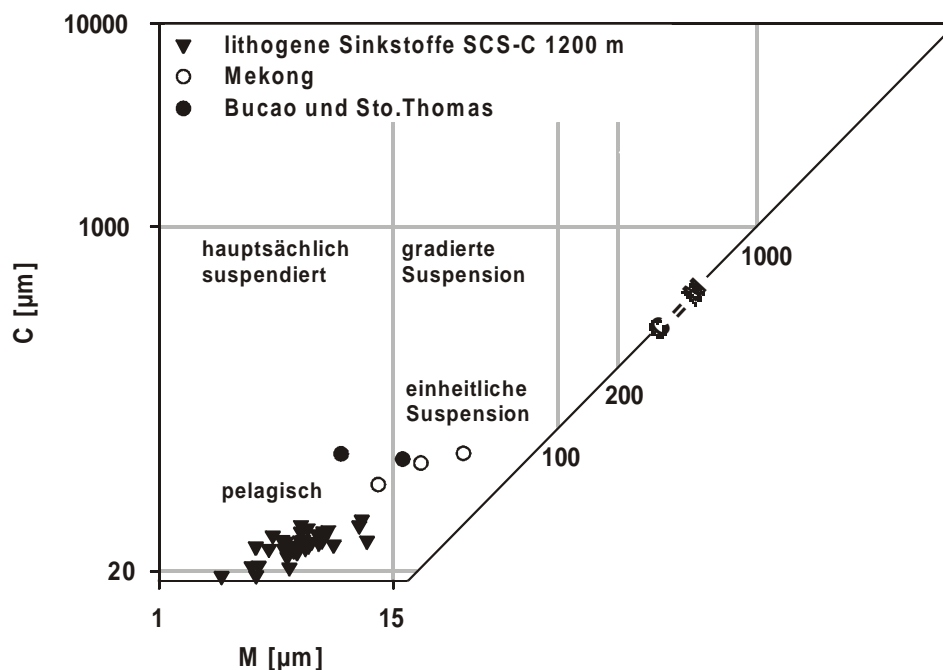 10000
lithogene Sinkstoffe SCS-C 1200 m
Mekong
Bucao und Sto.Thomas
1000
hauptsächlich
suspendiert
gradierte
Suspension
1000
C [µm]
einheitliche
Suspension
200
100
pelagisch
20
1
15
M [µm]